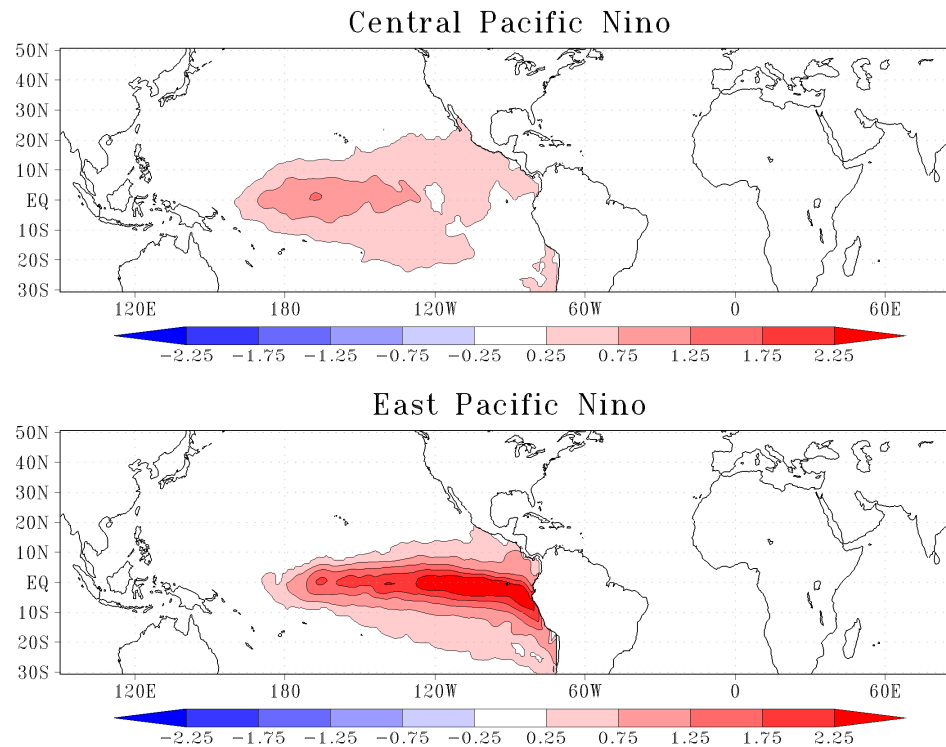 Central Pacific Nino
50N
40N
30N
20N
10N
EQ
10S
20S
30S
120E 180 120W 60W 0 60E
-2.25 -1.75 -1.25 -0.75 -0.25 0.25 0.75 1.25 1.75 2.25
East Pacific Nino
50N
40N
30N
20N
10N
EQ
10S
20S
30S
120E 180 120W 60W 0 60E
-2.25 -1.75 -1.25 -0.75 -0.25 0.25 0.75 1.25 1.75 2.25